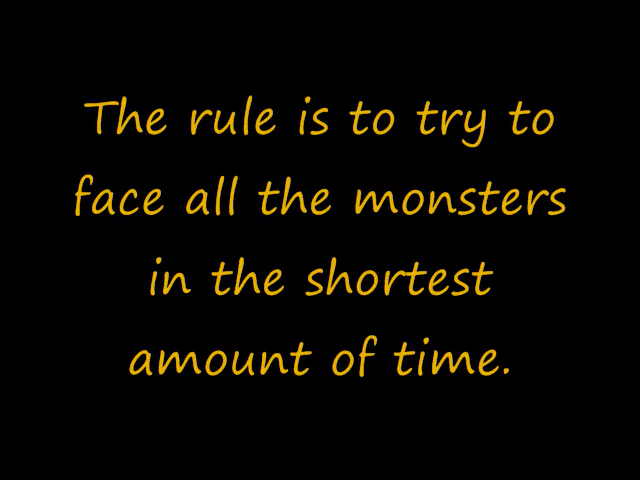 The rule is to try to
face all the monsters
in the shortest
amount of time.